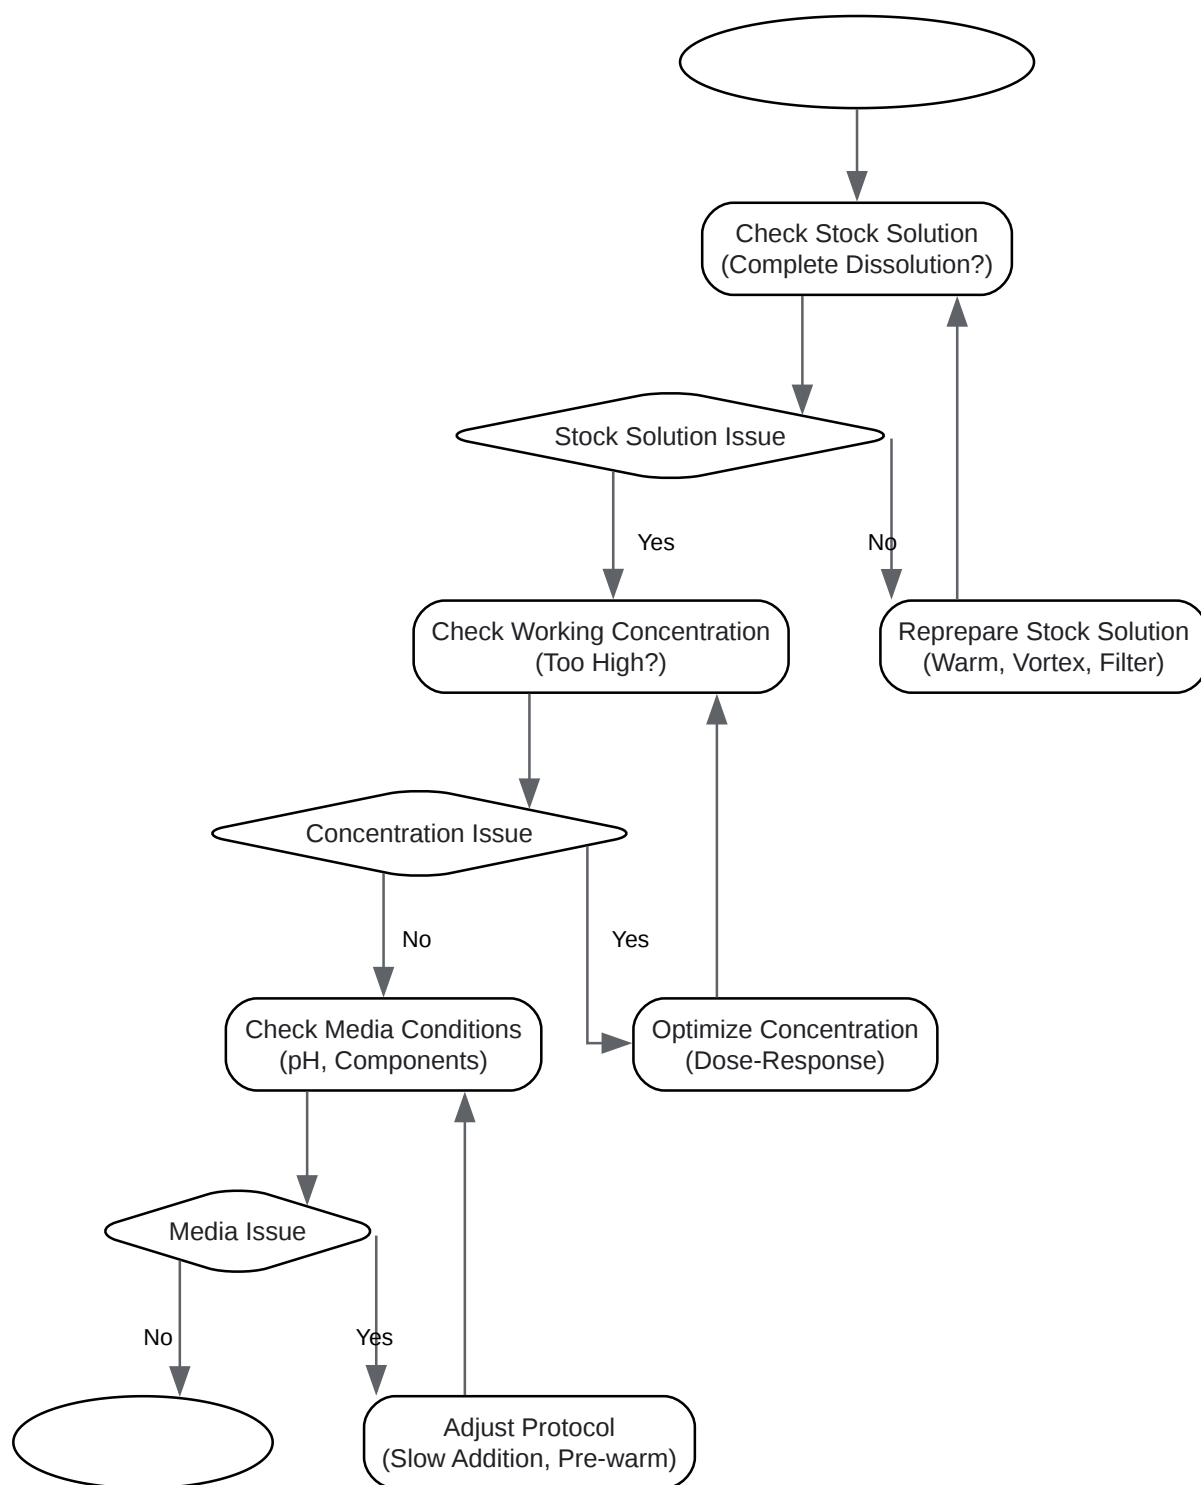 Check Stock Solution
(Complete Dissolution?)
Stock Solution Issue
Yes
No
Check Working Concentration
(Too High?)
Reprepare Stock Solution
(Warm, Vortex, Filter)
Concentration Issue
No
Yes
Check Media Conditions
(pH, Components)
Optimize Concentration
(Dose-Response)
Media Issue
No
Yes
Adjust Protocol
(Slow Addition, Pre-warm)